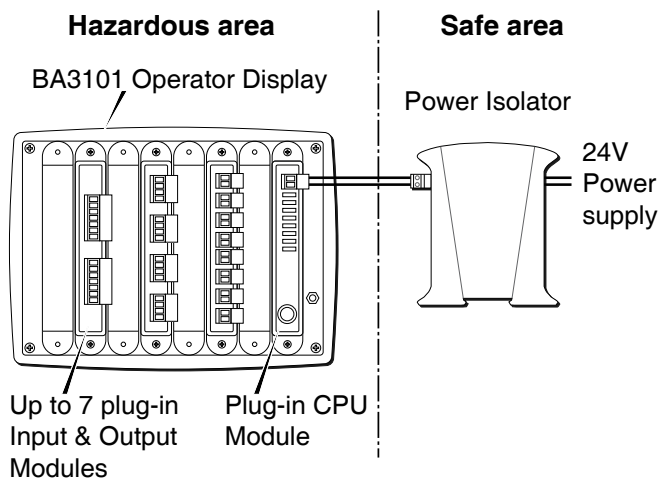 Hazardous area
Safe area
BA3101 Operator Display
Power Isolator
24V
Power
supply
Up to 7 plug-in
Input & Output
Modules
Plug-in CPU
Module